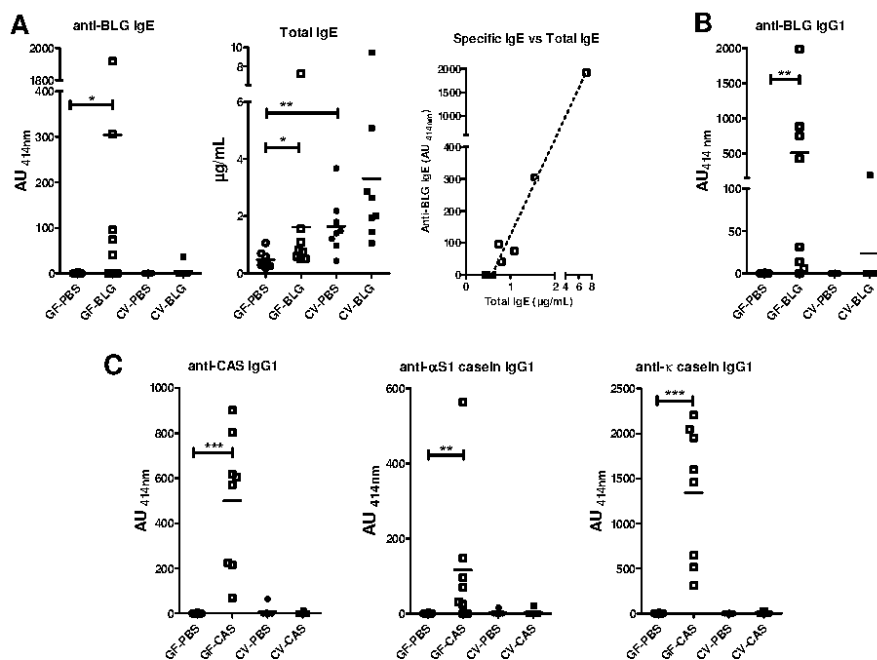 A
anti-BLG IgE
2000
1800
400
300
200
100
0
AU 414nm
*
GF-PBS
GF-BLG
CV-PBS
CV-BLG
Total IgE
10
8
6
4
2
0
µg/mL
**
*
GF-PBS
GF-BLG
CV-PBS
CV-BLG
Specific IgE vs Total IgE
2000
1900
1800
1700
1600
1500
300
200
100
0
Anti-BLG IgE (AU 414nm)
0 1 2 4 6 8
Total IgE (µg/mL)
B
anti-BLG IgG1
2000
1500
1000
500
100
50
0
AU414 nm
**
GF-PBS
GF-BLG
CV-PBS
CV-BLG
C
anti-CAS IgG1
1000
800
600
400
200
0
AU 414nm
***
GF-PBS
GF-CAS
CV-PBS
CV-CAS
anti-αS1 casein IgG1
600
400
200
0
AU 414nm
**
GF-PBS
GF-CAS
CV-PBS
CV-CAS
anti-κ casein IgG1
2500
2000
1500
1000
500
0
AU 414nm
***
GF-PBS
GF-CAS
CV-PBS
CV-CAS